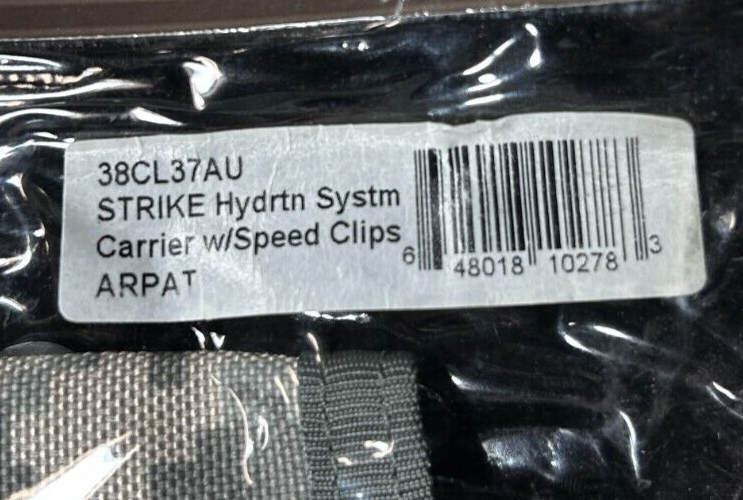 38CL37AU
STRIKE Hydrtn Systm
Carrier w/Speed Clips
ARPAT
6 48018 10278 3